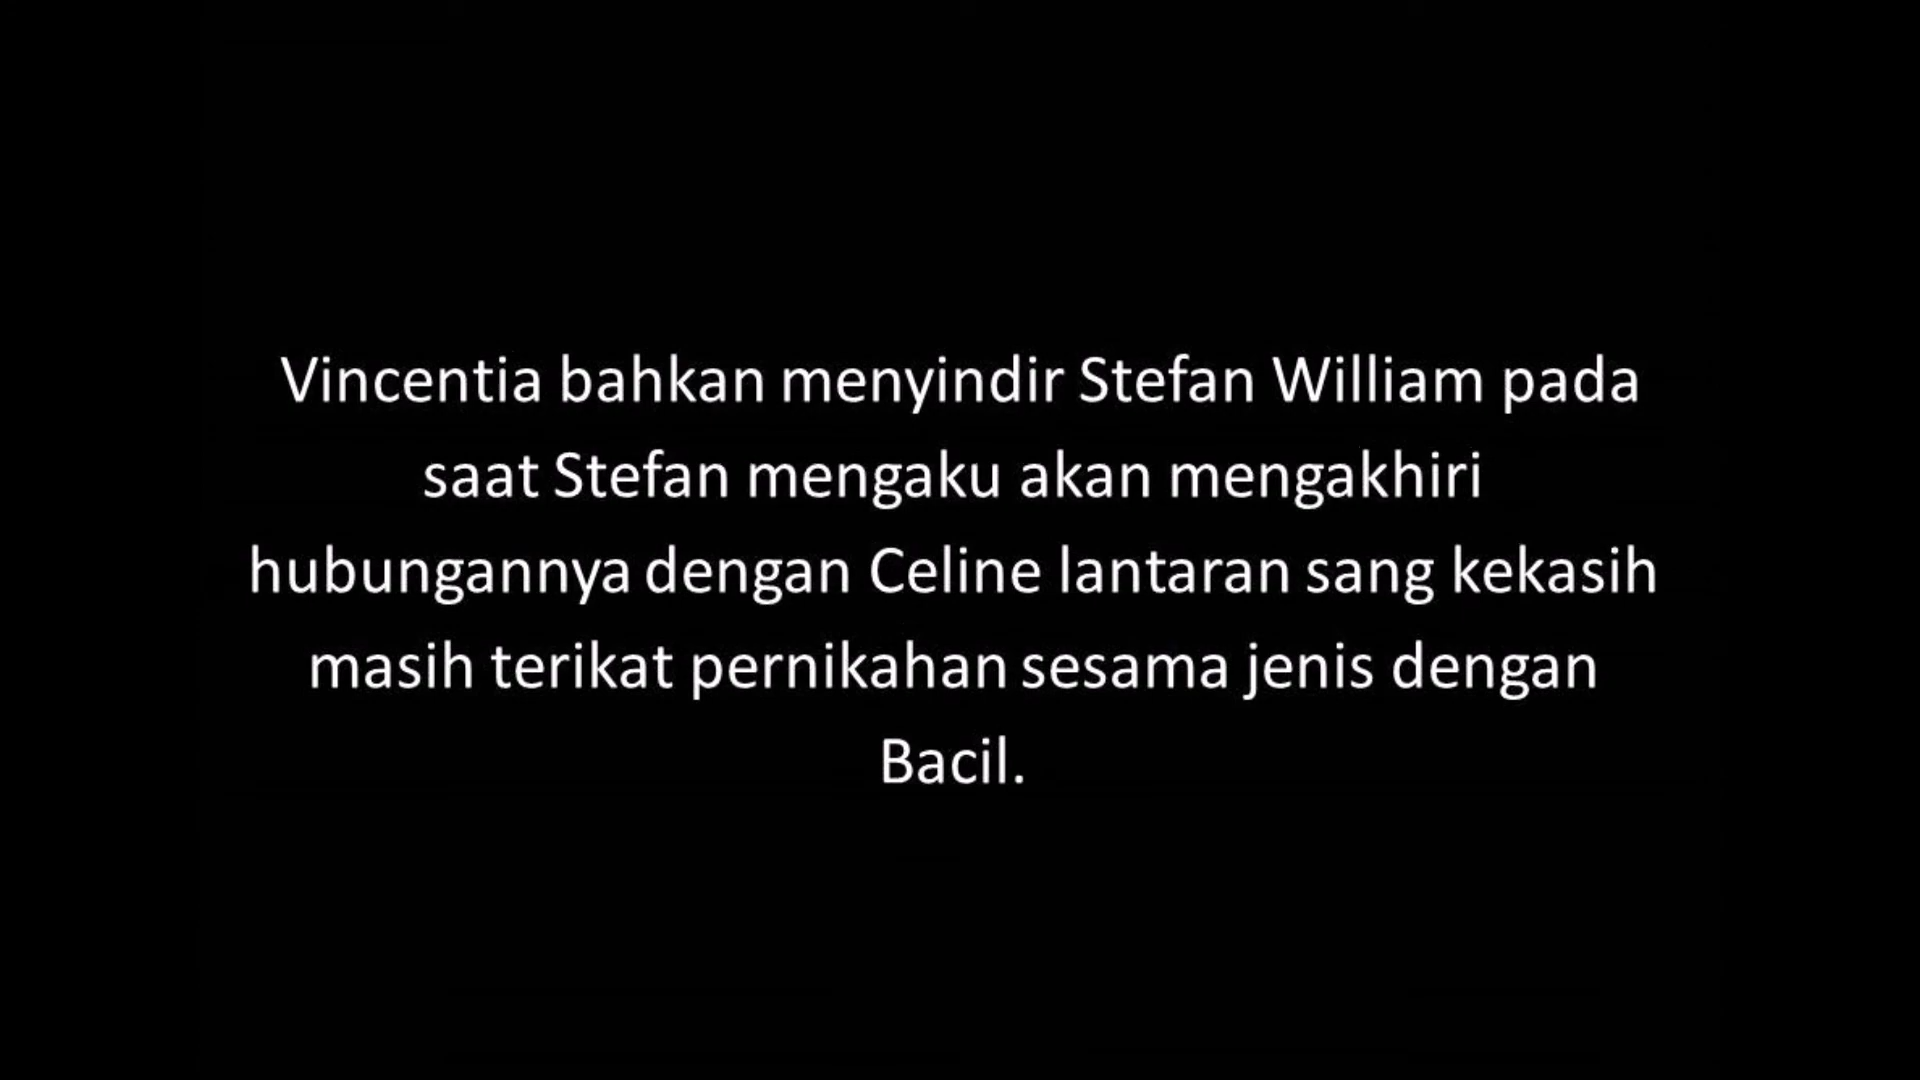 Vincentia bahkan menyindir Stefan William pada
saat Stefan mengaku akan mengakhiri
hubungannya dengan Celine lantaran sang kekasih
masih terikat pernikahan sesama jenis dengan
Bacil.